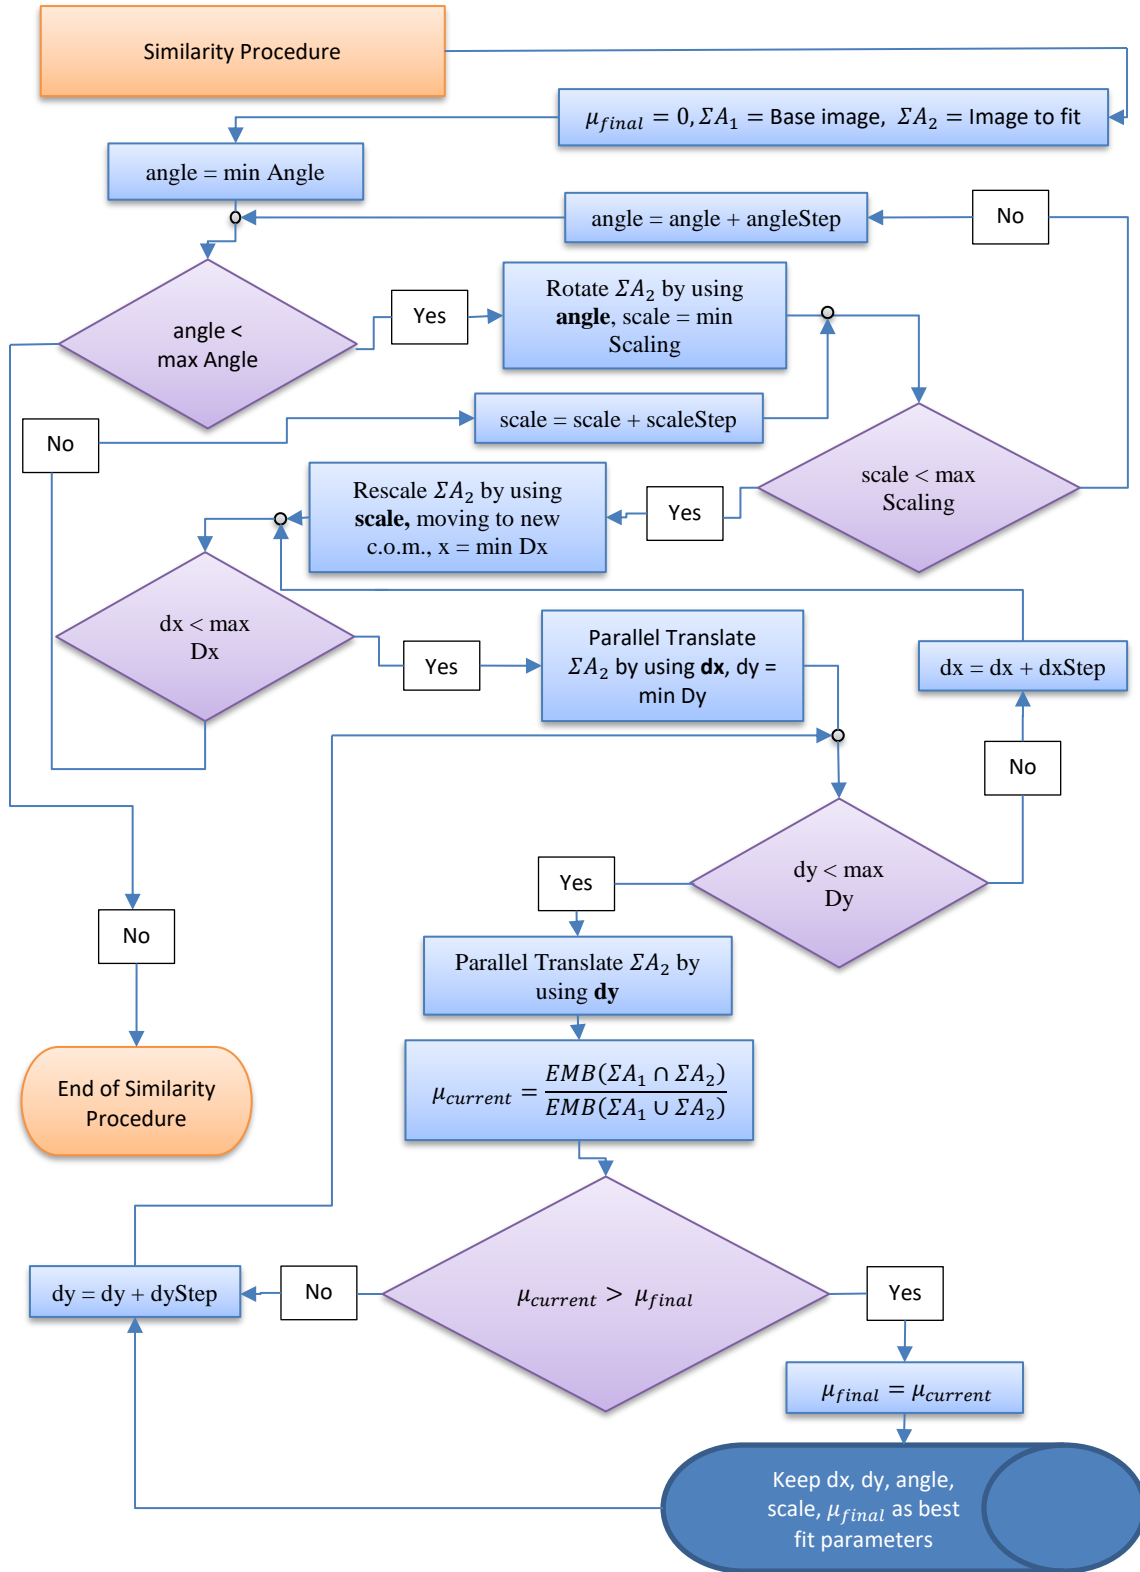 Similarity Procedure
μ_final = 0, ΣA₁ = Base image, ΣA₂ = Image to fit
angle = min Angle
angle = angle + angleStep
No
angle <
max Angle
Yes
Rotate ΣA₂ by using
angle, scale = min
Scaling
No
scale = scale + scaleStep
scale < max
Scaling
Yes
Rescale ΣA₂ by using
scale, moving to new
c.o.m., x = min Dx
dx < max
Dx
Yes
Parallel Translate
ΣA₂ by using dx, dy =
min Dy
dx = dx + dxStep
No
dy < max
Dy
Yes
No
Parallel Translate ΣA₂ by
using dy
End of Similarity
Procedure
μ_current = EMB(ΣA₁ ∩ ΣA₂) / EMB(ΣA₁ ∪ ΣA₂)
dy = dy + dyStep
No
μ_current > μ_final
Yes
μ_final = μ_current
Keep dx, dy, angle,
scale, μ_final as best
fit parameters